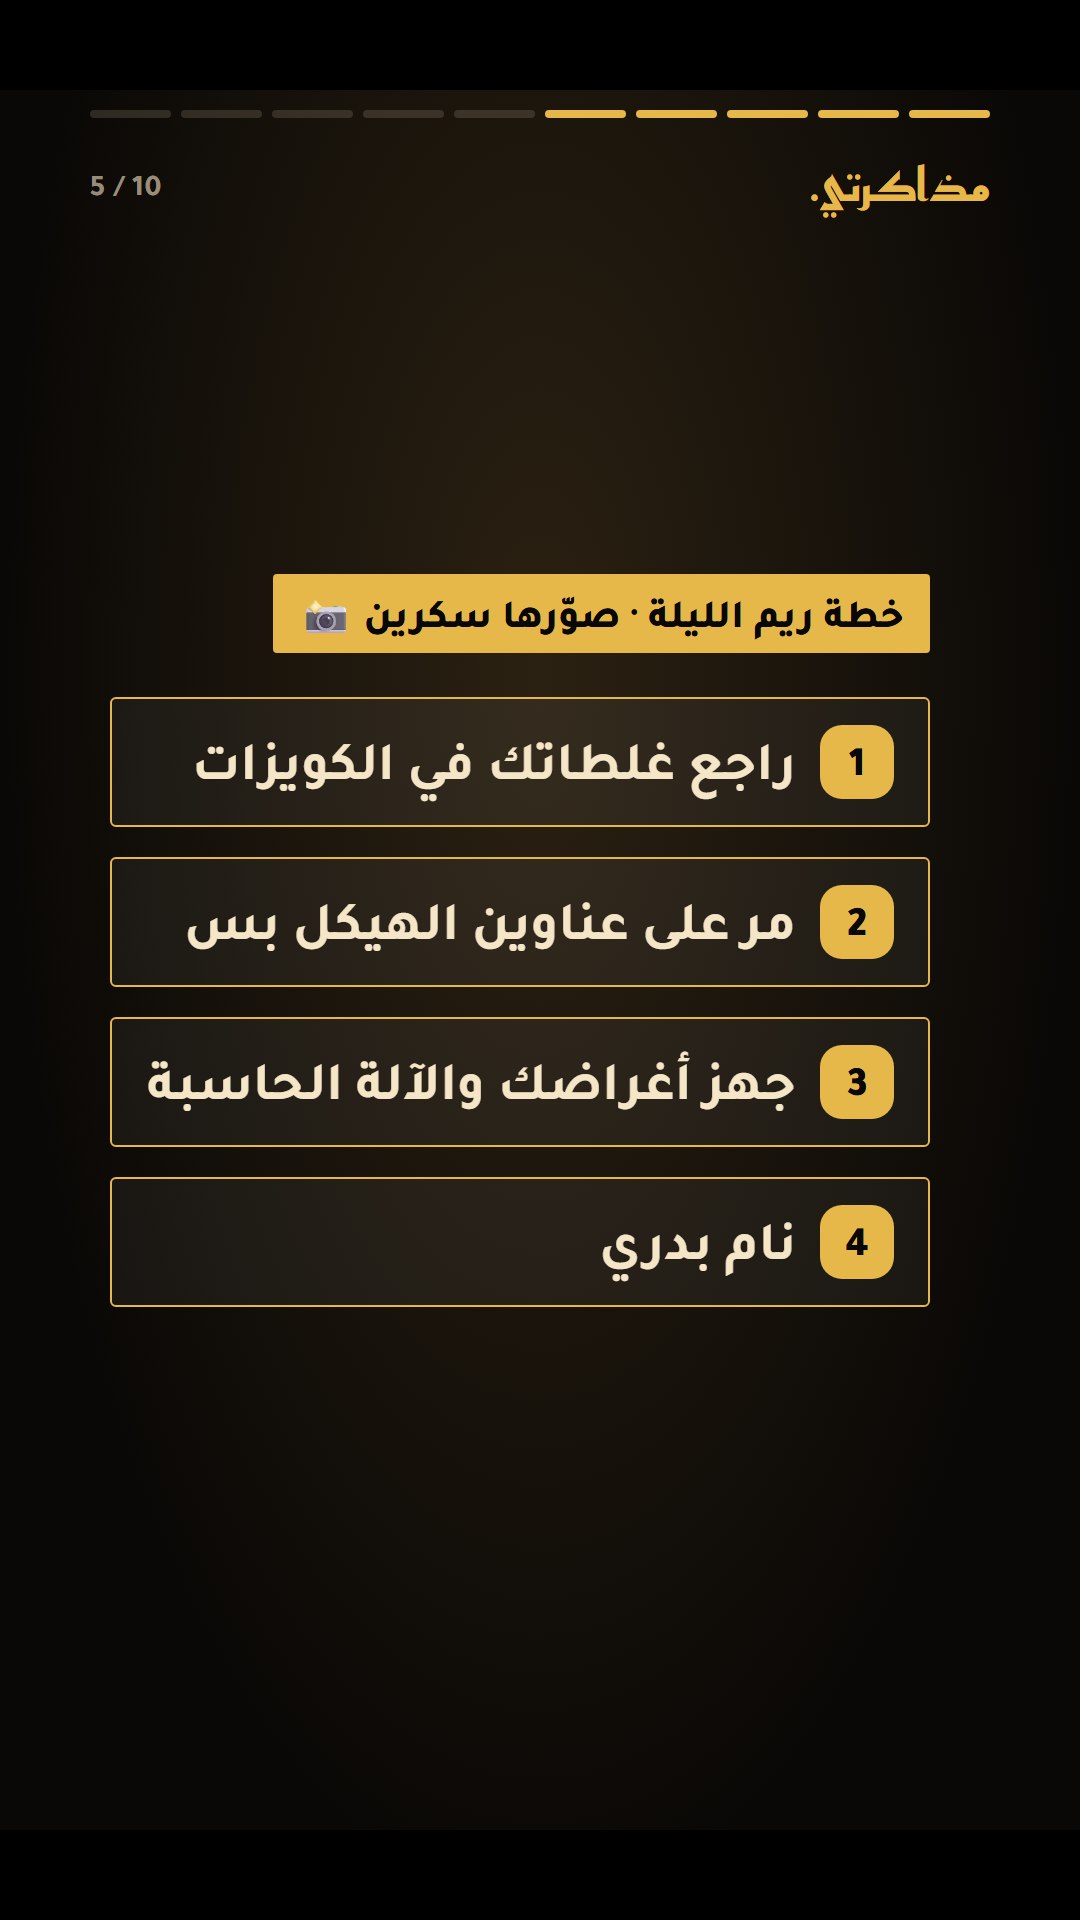 مذاكرتي.
5 / 10
خطة ريم الليلة · صوّرها سكرين 📸
1 راجع غلطاتك في الكويزات
2 مر على عناوين الهيكل بس
3 جهز أغراضك والآلة الحاسبة
4 نام بدري